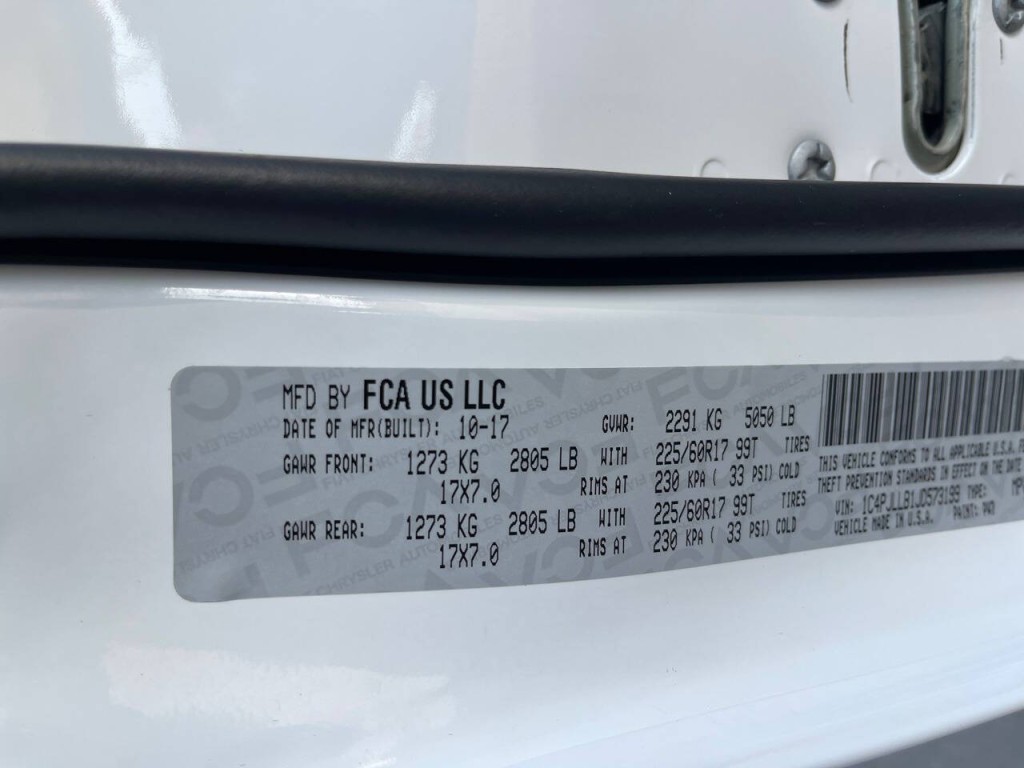 MFD BY FCA US LLC
DATE OF MFR(BUILT): 10-17 GVWR: 2291 KG 5050 LB
GAWR FRONT: 1273 KG 2805 LB WITH 225/60R17 99T TIRES
17X7.0 RIMS AT 230 KPA ( 33 PSI) COLD
GAWR REAR: 1273 KG 2805 LB WITH 225/60R17 99T TIRES
17X7.0 RIMS AT 230 KPA ( 33 PSI) COLD
THIS VEHICLE CONFORMS TO ALL APPLICABLE U.S.A.
THEFT PREVENTION STANDARDS IN EFFECT ON THE DATE
VIN: 1C4PJLLB1JD573199 TYPE: MP
VEHICLE MADE IN U.S.A. PAINT: PW7